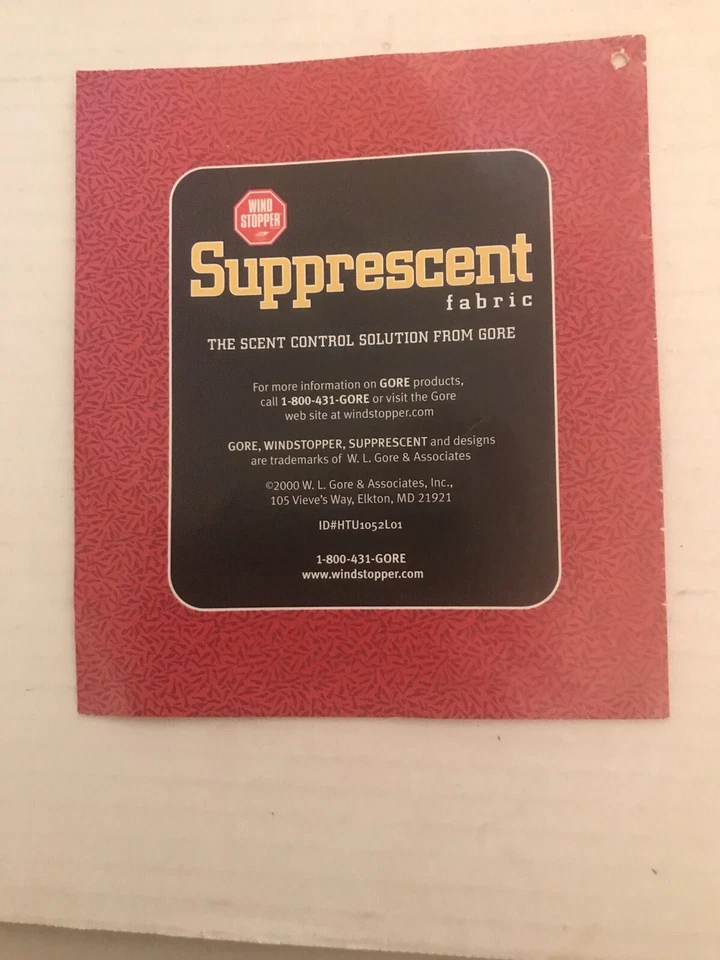 WIND
STOPPER
Supprescent
fabric
THE SCENT CONTROL SOLUTION FROM GORE
For more information on GORE products,
call 1-800-431-GORE or visit the Gore
web site at windstopper.com
GORE, WINDSTOPPER, SUPPRESCENT and designs
are trademarks of W. L. Gore & Associates
©2000 W. L. Gore & Associates, Inc.,
105 Vieve's Way, Elkton, MD 21921
ID#HTU1052L01
1-800-431-GORE
www.windstopper.com